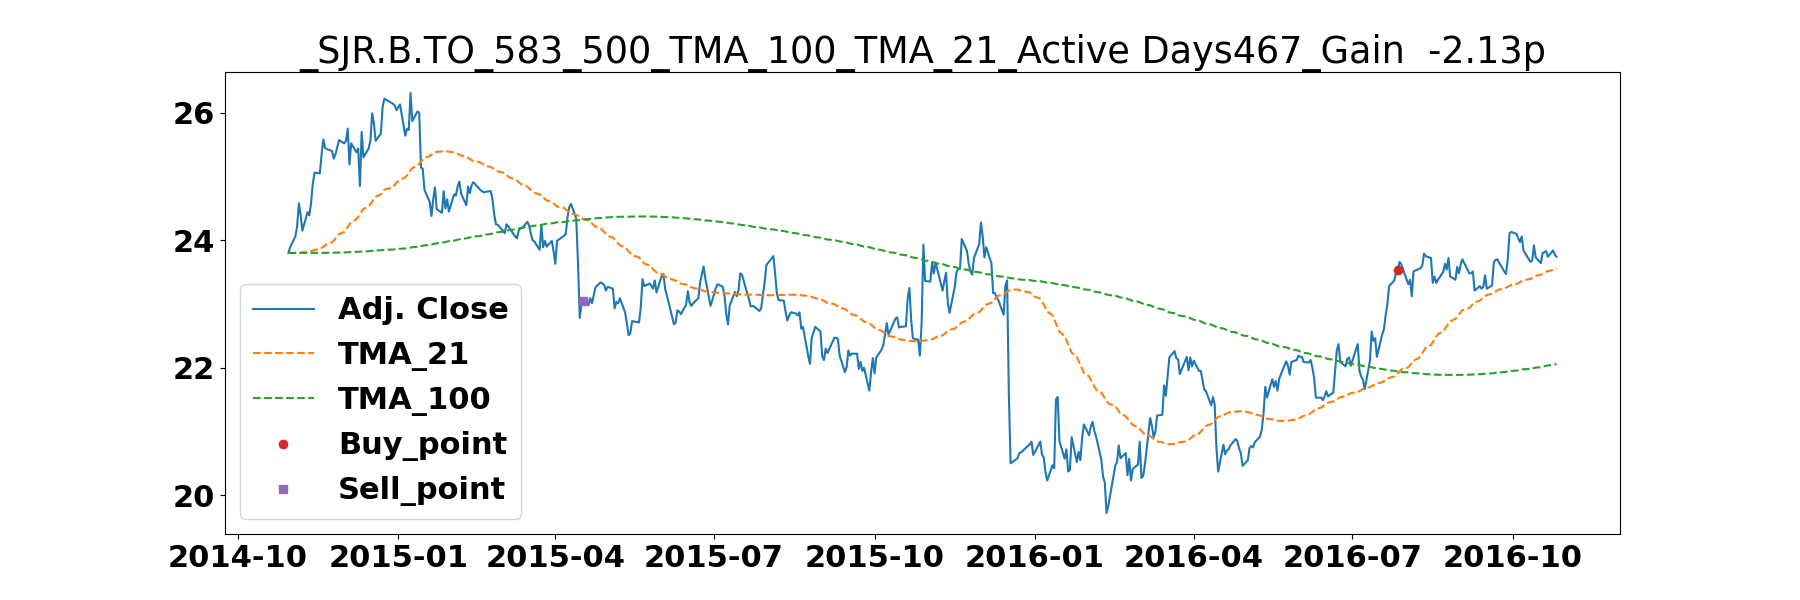 _SJR.B.TO_583_500_TMA_100_TMA_21_Active Days467_Gain  -2.13p
26
24
22
20
Adj. Close
TMA_21
TMA_100
Buy_point
Sell_point
2014-10 2015-01 2015-04 2015-07 2015-10 2016-01 2016-04 2016-07 2016-10